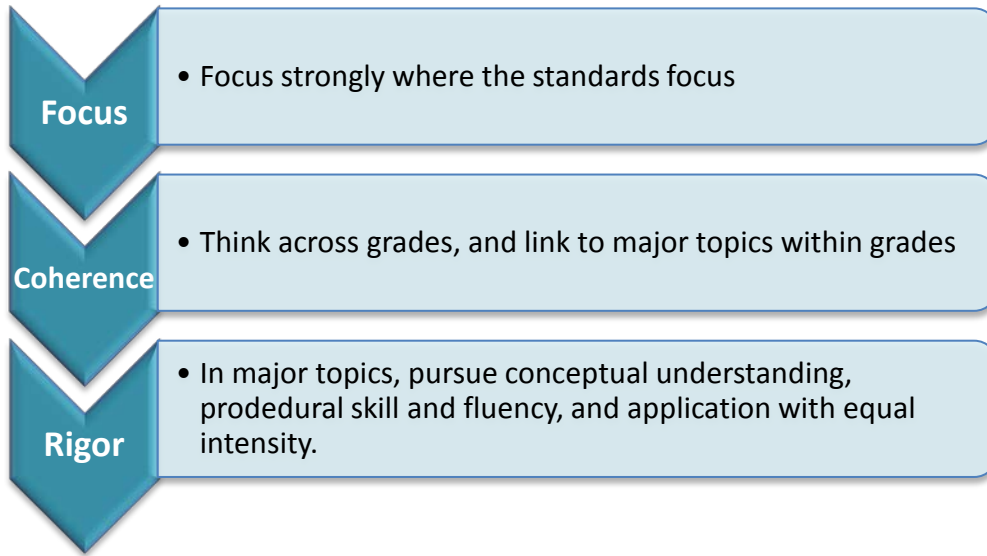 Focus
• Focus strongly where the standards focus
Coherence
• Think across grades, and link to major topics within grades
Rigor
• In major topics, pursue conceptual understanding,
prodedural skill and fluency, and application with equal
intensity.